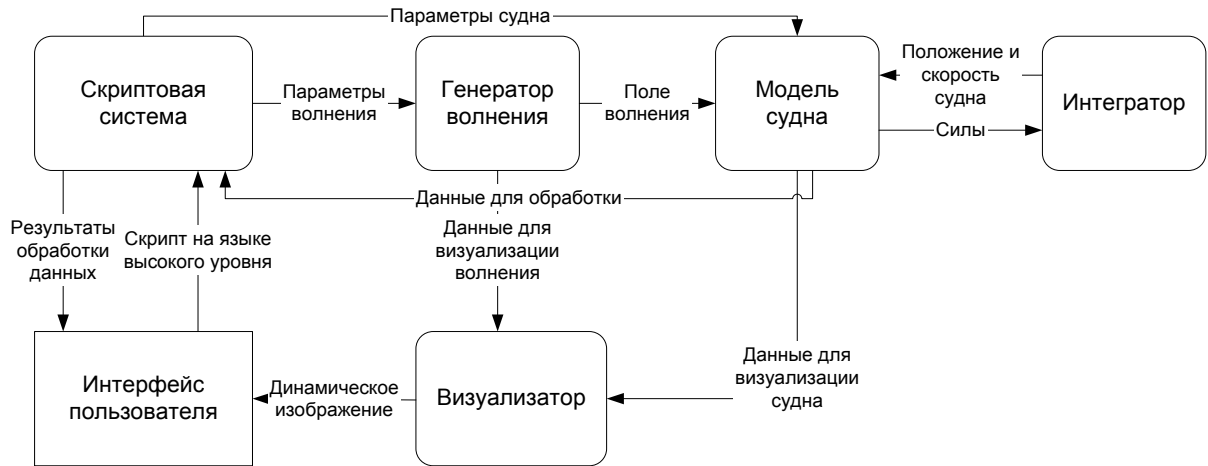 Параметры судна
Скриптовая
система
Параметры
волнения
Генератор
волнения
Поле
волнения
Модель
судна
Положение и
скорость
судна
Силы
Интегратор
Данные для обработки
Результаты
обработки
данных
Скрипт на языке
высокого уровня
Данные для
визуализации
волнения
Данные для
визуализации
судна
Интерфейс
пользователя
Динамическое
изображение
Визуализатор